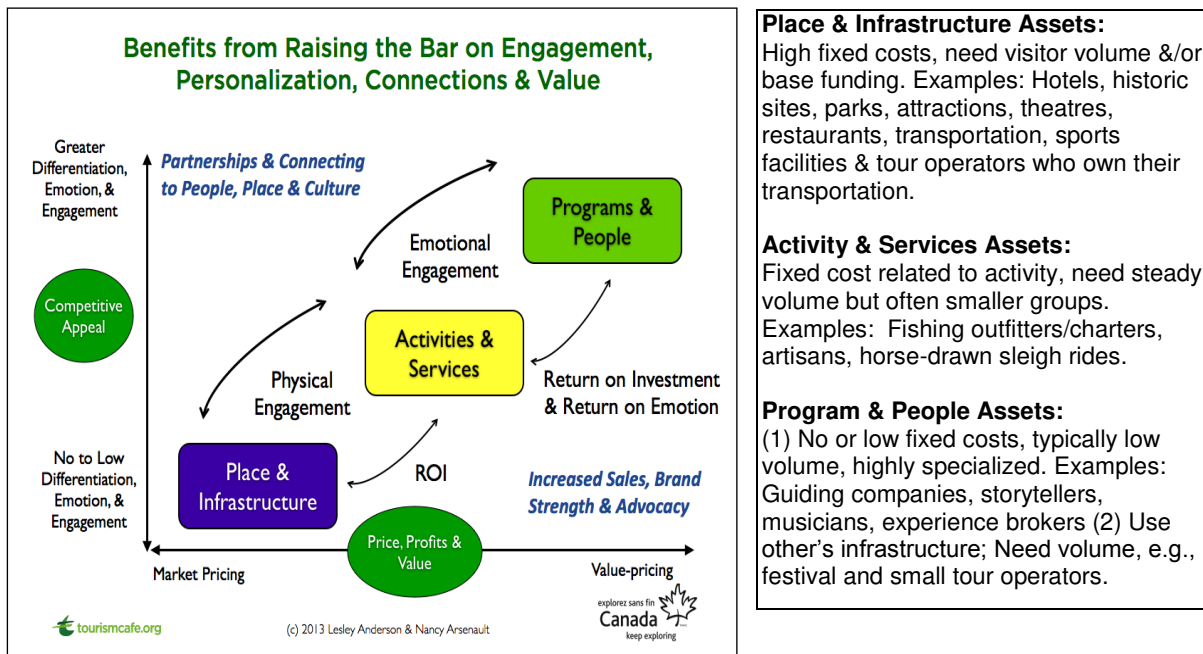 Benefits from Raising the Bar on Engagement,
Personalization, Connections & Value
Greater
Differentiation,
Emotion, &
Engagement
Partnerships & Connecting
to People, Place & Culture
Programs &
People
Emotional
Engagement
Competitive
Appeal
Activities &
Services
Physical
Engagement
Return on Investment
& Return on Emotion
No to Low
Differentiation,
Emotion, &
Engagement
Place &
Infrastructure
ROI
Increased Sales, Brand
Strength & Advocacy
Price, Profits &
Value
Market Pricing
Value-pricing
tourismcafe.org
(c) 2013 Lesley Anderson & Nancy Arsenault
explorez sans fin
Canada
keep exploring
Place & Infrastructure Assets:
High fixed costs, need visitor volume &/or
base funding. Examples: Hotels, historic
sites, parks, attractions, theatres,
restaurants, transportation, sports
facilities & tour operators who own their
transportation.
Activity & Services Assets:
Fixed cost related to activity, need steady
volume but often smaller groups.
Examples:  Fishing outfitters/charters,
artisans, horse-drawn sleigh rides.
Program & People Assets:
(1) No or low fixed costs, typically low
volume, highly specialized. Examples:
Guiding companies, storytellers,
musicians, experience brokers (2) Use
other's infrastructure; Need volume, e.g.,
festival and small tour operators.